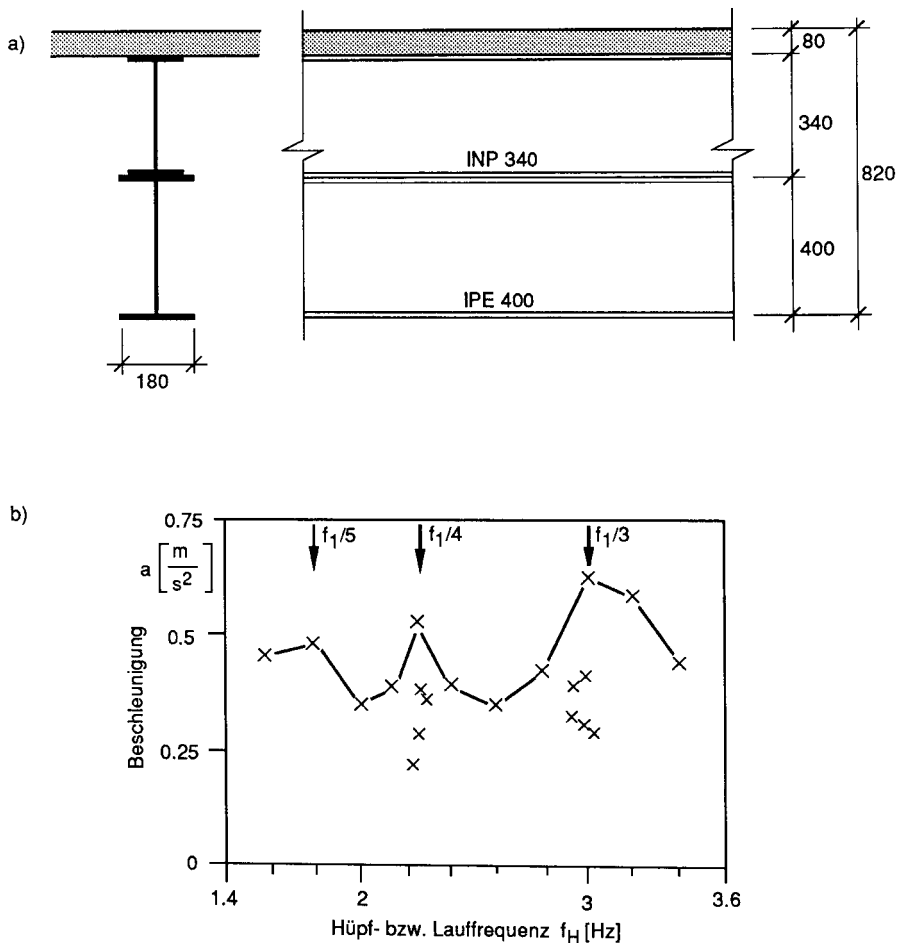 a)
80
INP 340
340
820
400
IPE 400
180
b)
0.75
f₁/5
f₁/4
f₁/3
a [m/s²]
0.5
Beschleunigung
0.25
0
1.4
2
3
3.6
Hüpf- bzw. Lauffrequenz f_H [Hz]